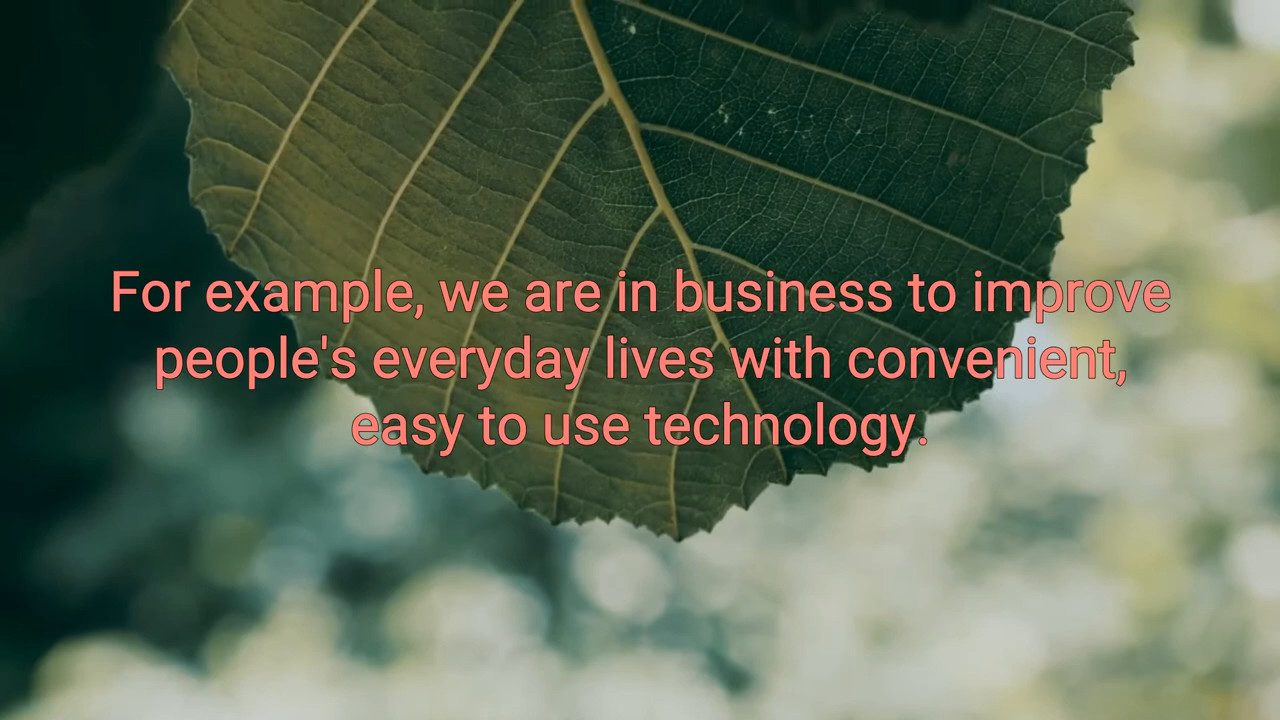 For example, we are in business to improve
people's everyday lives with convenient,
easy to use technology.